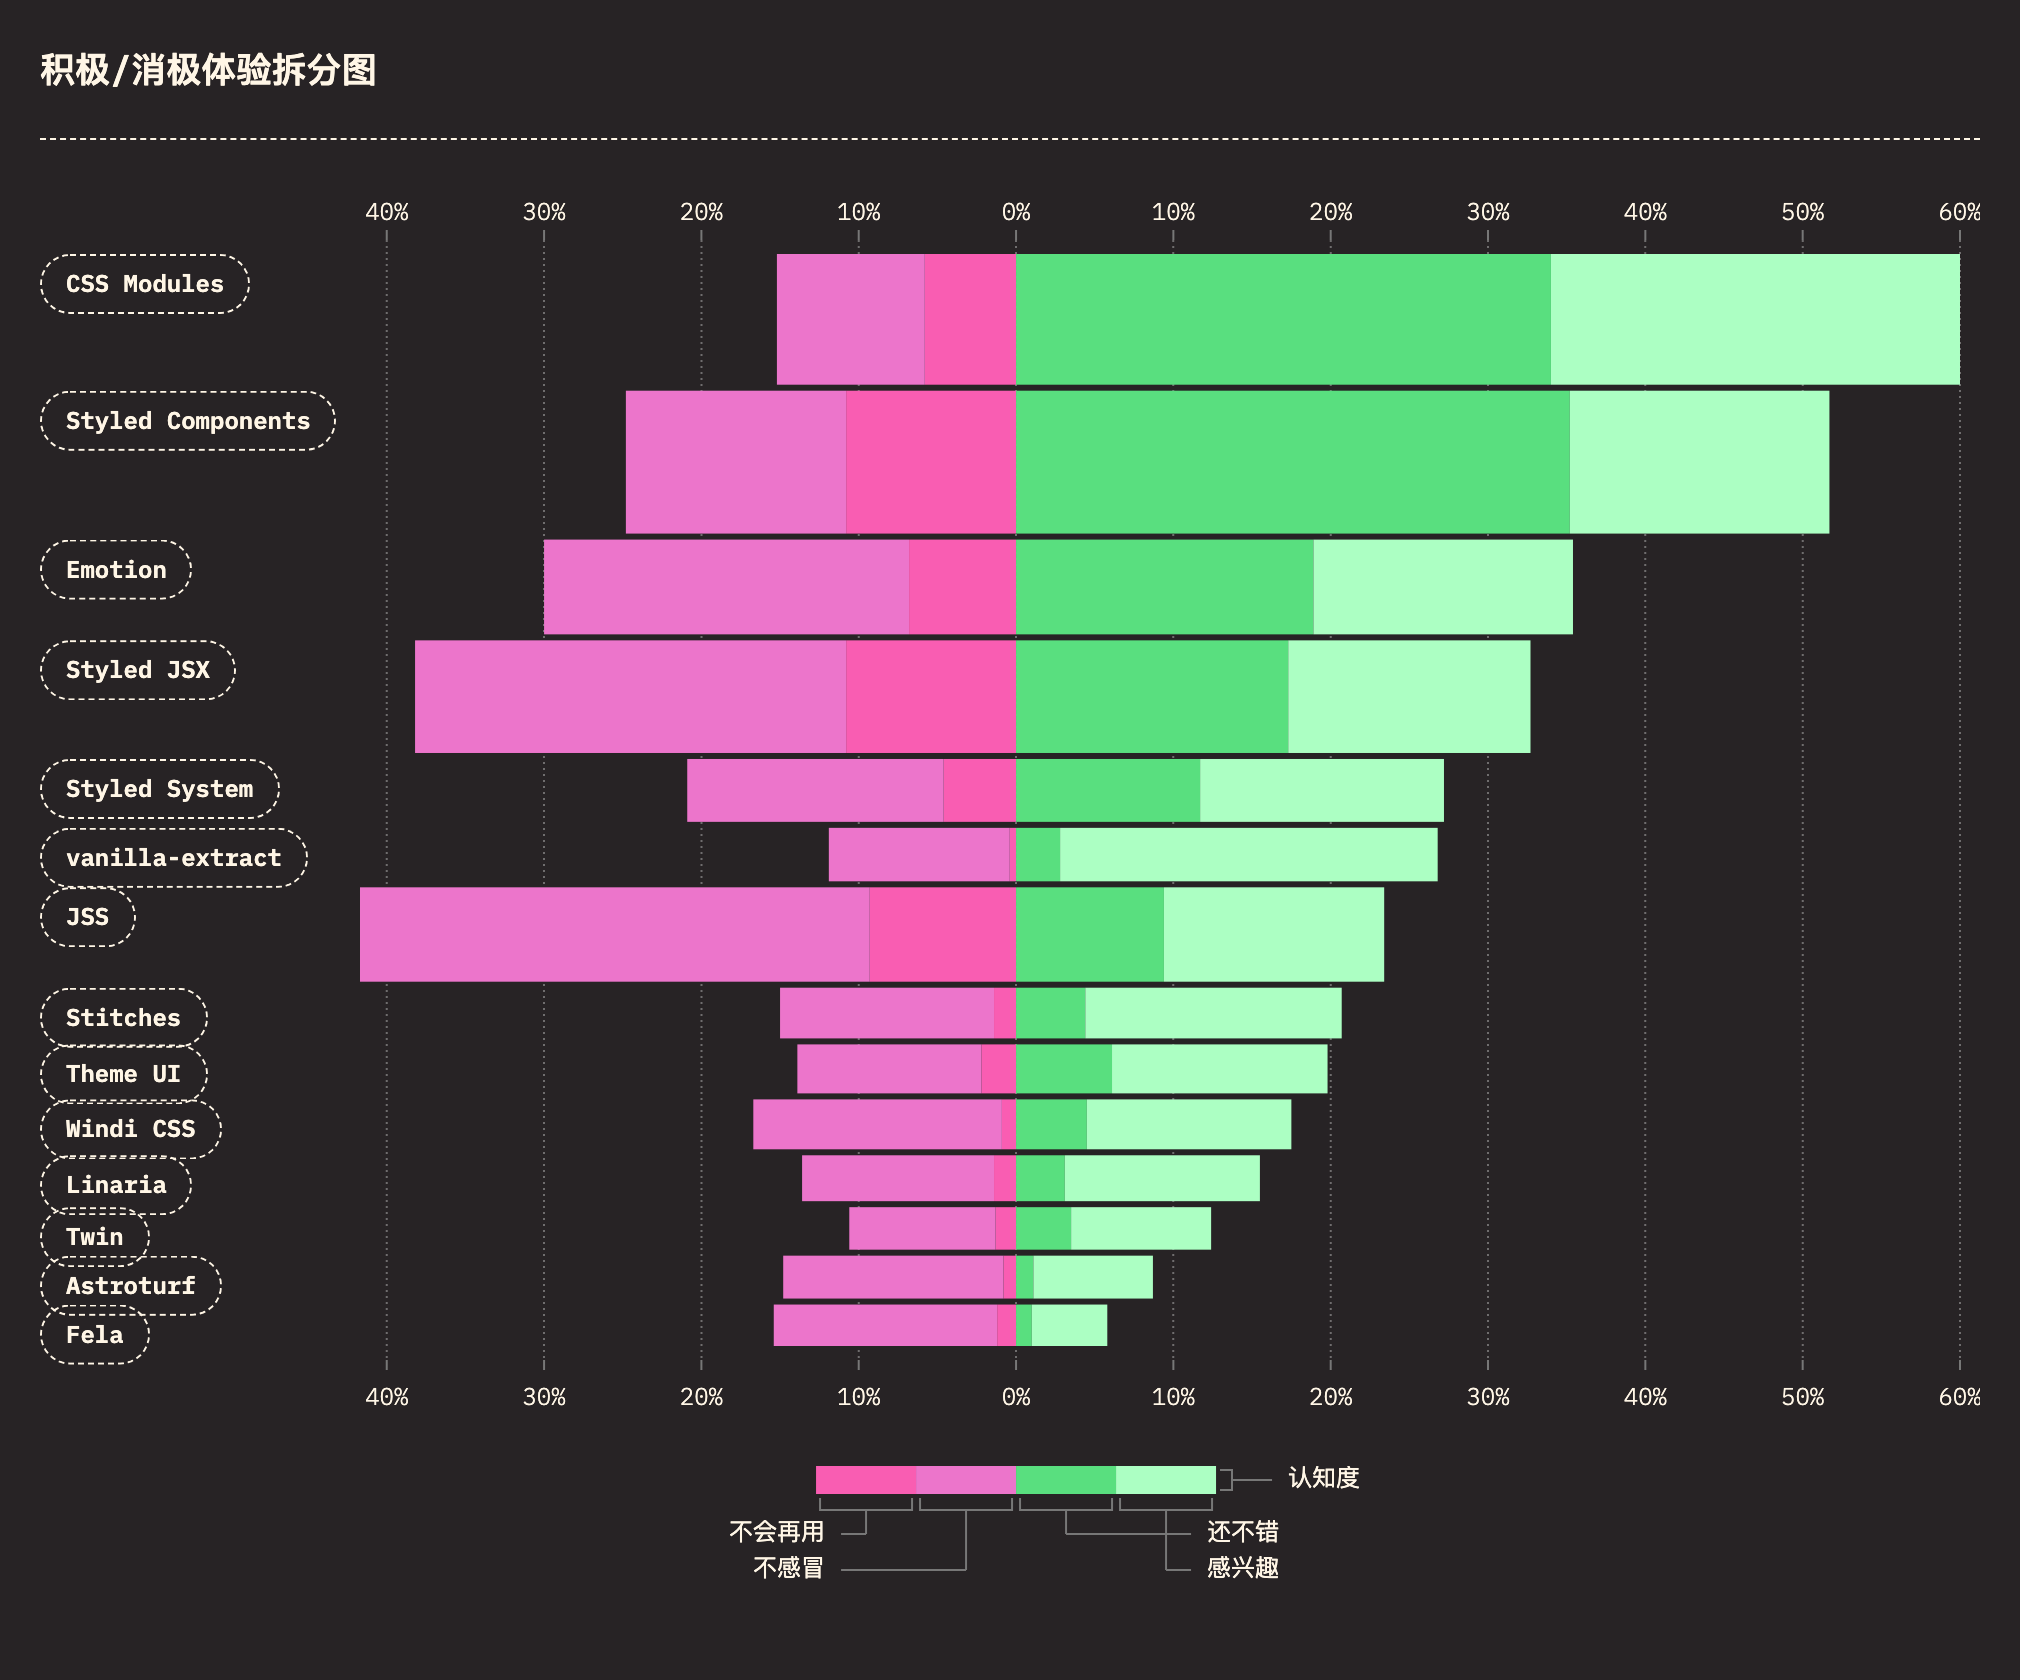 积极/消极体验拆分图
40% 30% 20% 10% 0% 10% 20% 30% 40% 50% 60%
CSS Modules
Styled Components
Emotion
Styled JSX
Styled System
vanilla-extract
JSS
Stitches
Theme UI
Windi CSS
Linaria
Twin
Astroturf
Fela
40% 30% 20% 10% 0% 10% 20% 30% 40% 50% 60%
认知度
不会再用 还不错
不感冒 感兴趣